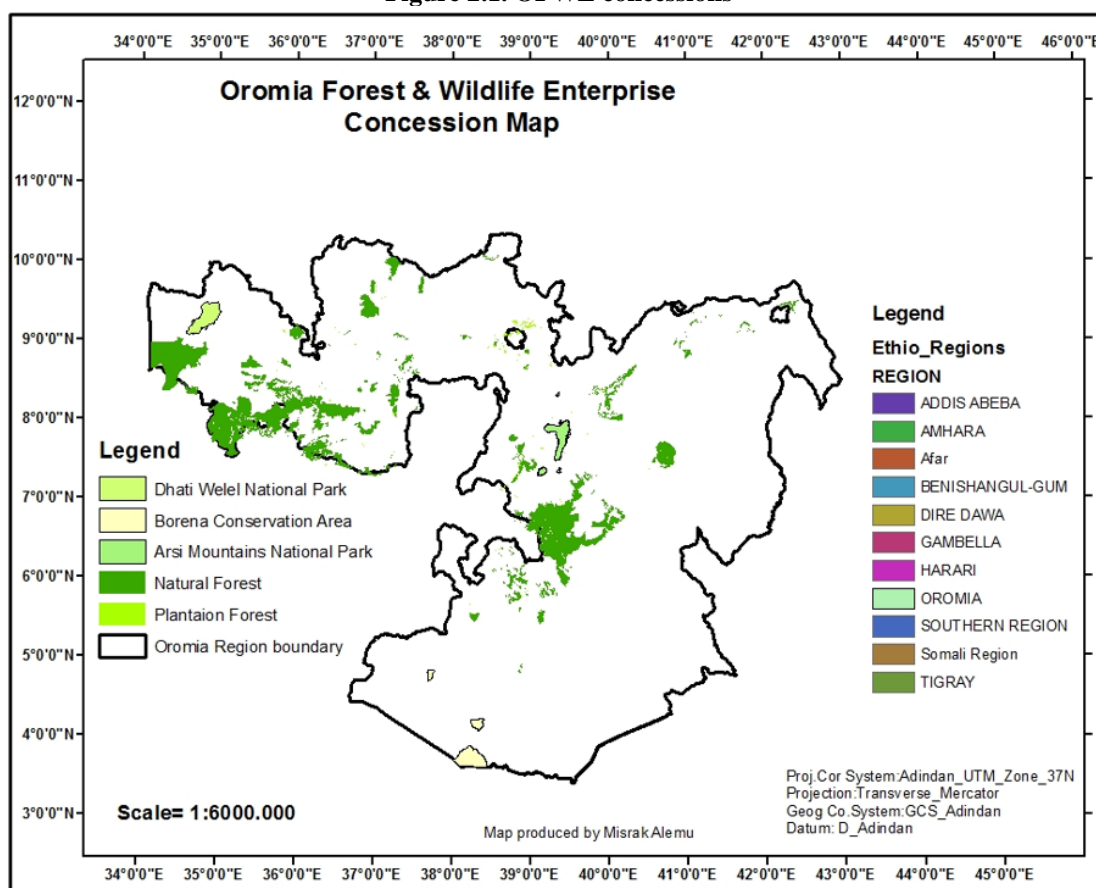 34°0'0"E 35°0'0"E 36°0'0"E 37°0'0"E 38°0'0"E 39°0'0"E 40°0'0"E 41°0'0"E 42°0'0"E 43°0'0"E 44°0'0"E 45°0'0"E 46°0'0"E
Oromia Forest & Wildlife Enterprise
Concession Map
12°0'0"N
11°0'0"N
10°0'0"N
9°0'0"N
8°0'0"N
7°0'0"N
6°0'0"N
5°0'0"N
4°0'0"N
3°0'0"N
Legend
Dhati Welel National Park
Borena Conservation Area
Arsi Mountains National Park
Natural Forest
Plantaion Forest
Oromia Region boundary
Scale= 1:6000.000
Map produced by Misrak Alemu
Legend
Ethio_Regions
REGION
ADDIS ABEBA
AMHARA
Afar
BENISHANGUL-GUM
DIRE DAWA
GAMBELLA
HARARI
OROMIA
SOUTHERN REGION
Somali Region
TIGRAY
Proj.Cor System:Adindan_UTM_Zone_37N
Projection:Transverse_Mercator
Geog Co.System:GCS_Adindan
Datum: D_Adindan
34°0'0"E 35°0'0"E 36°0'0"E 37°0'0"E 38°0'0"E 39°0'0"E 40°0'0"E 41°0'0"E 42°0'0"E 43°0'0"E 44°0'0"E 45°0'0"E